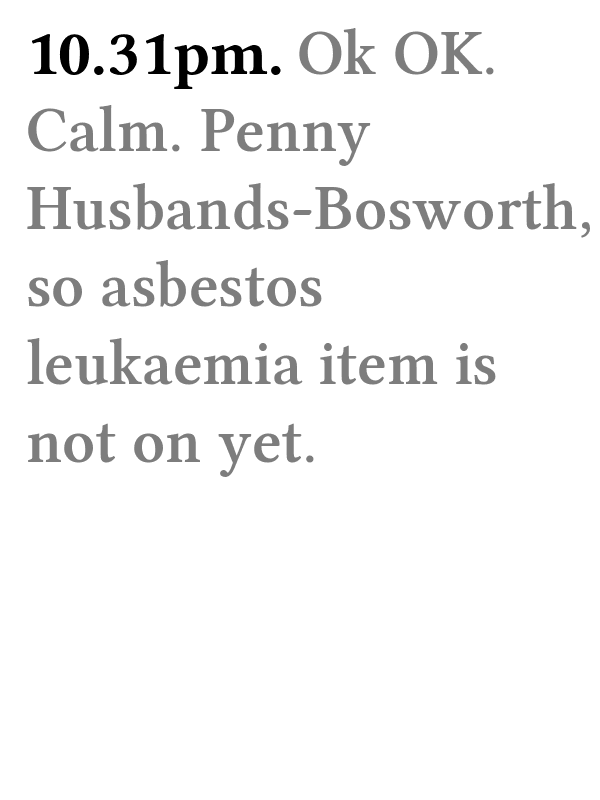 10.31pm. Ok OK.
Calm. Penny
Husbands-Bosworth,
so asbestos
leukaemia item is
not on yet.